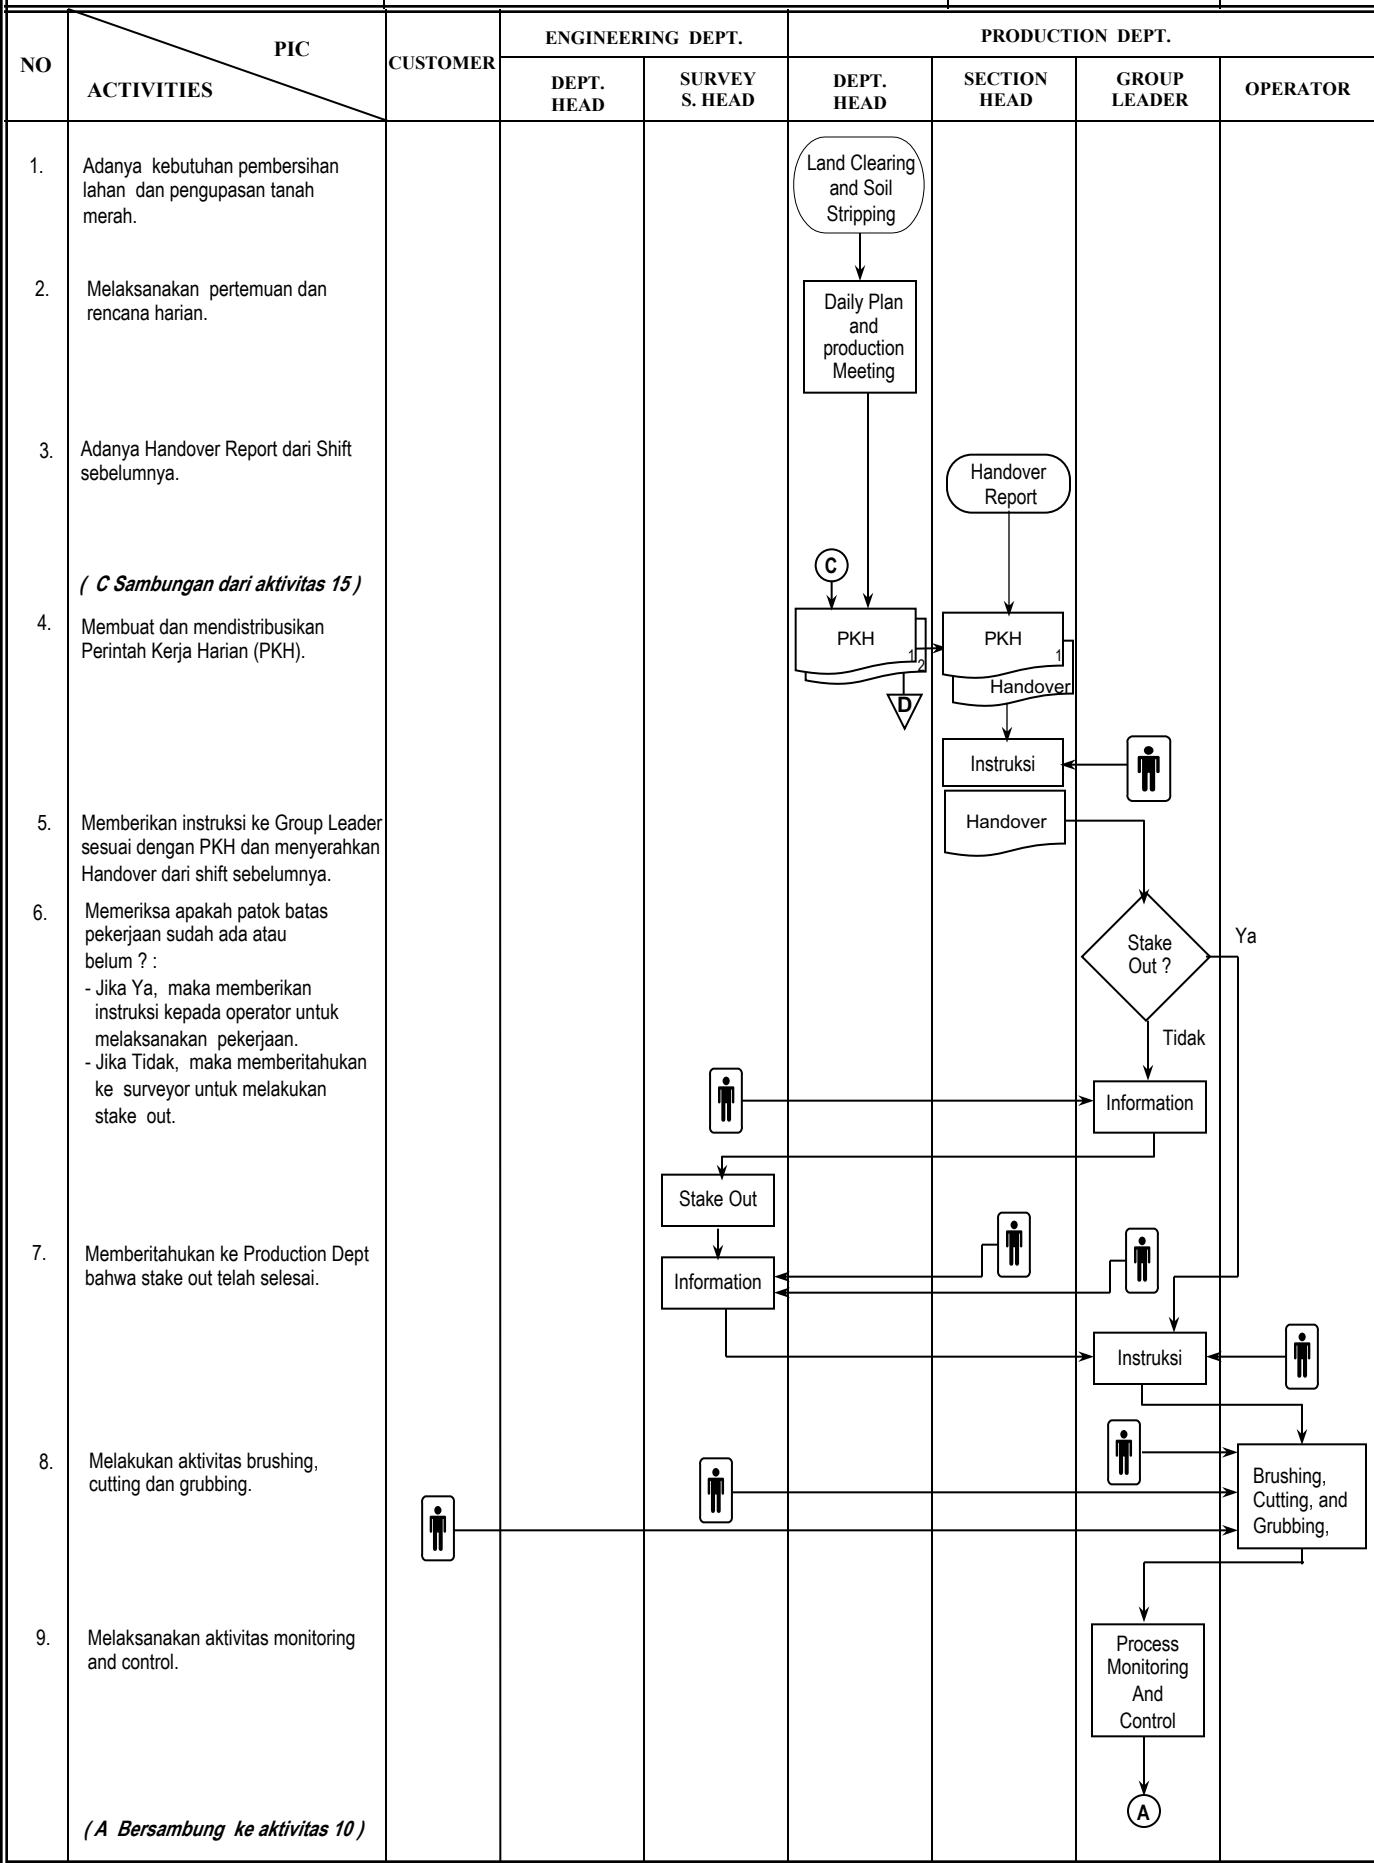 NO
PIC
ACTIVITIES
CUSTOMER
ENGINEERING DEPT.
PRODUCTION DEPT.
DEPT.
HEAD
SURVEY
S. HEAD
DEPT.
HEAD
SECTION
HEAD
GROUP
LEADER
OPERATOR
1.
Adanya kebutuhan pembersihan
lahan dan pengupasan tanah
merah.
Land Clearing
and Soil
Stripping
2.
Melaksanakan pertemuan dan
rencana harian.
Daily Plan
and
production
Meeting
3.
Adanya Handover Report dari Shift
sebelumnya.
Handover
Report
( C Sambungan dari aktivitas 15 )
C
4.
Membuat dan mendistribusikan
Perintah Kerja Harian (PKH).
PKH
1
2
D
PKH
1
Handover
Instruksi
5.
Memberikan instruksi ke Group Leader
sesuai dengan PKH dan menyerahkan
Handover dari shift sebelumnya.
Handover
6.
Memeriksa apakah patok batas
pekerjaan sudah ada atau
belum ? :
- Jika Ya, maka memberikan
instruksi kepada operator untuk
melaksanakan pekerjaan.
- Jika Tidak, maka memberitahukan
ke surveyor untuk melakukan
stake out.
Stake
Out ?
Ya
Tidak
Information
Stake Out
7.
Memberitahukan ke Production Dept
bahwa stake out telah selesai.
Information
Instruksi
8.
Melakukan aktivitas brushing,
cutting dan grubbing.
Brushing,
Cutting, and
Grubbing,
9.
Melaksanakan aktivitas monitoring
and control.
Process
Monitoring
And
Control
( A Bersambung ke aktivitas 10 )
A